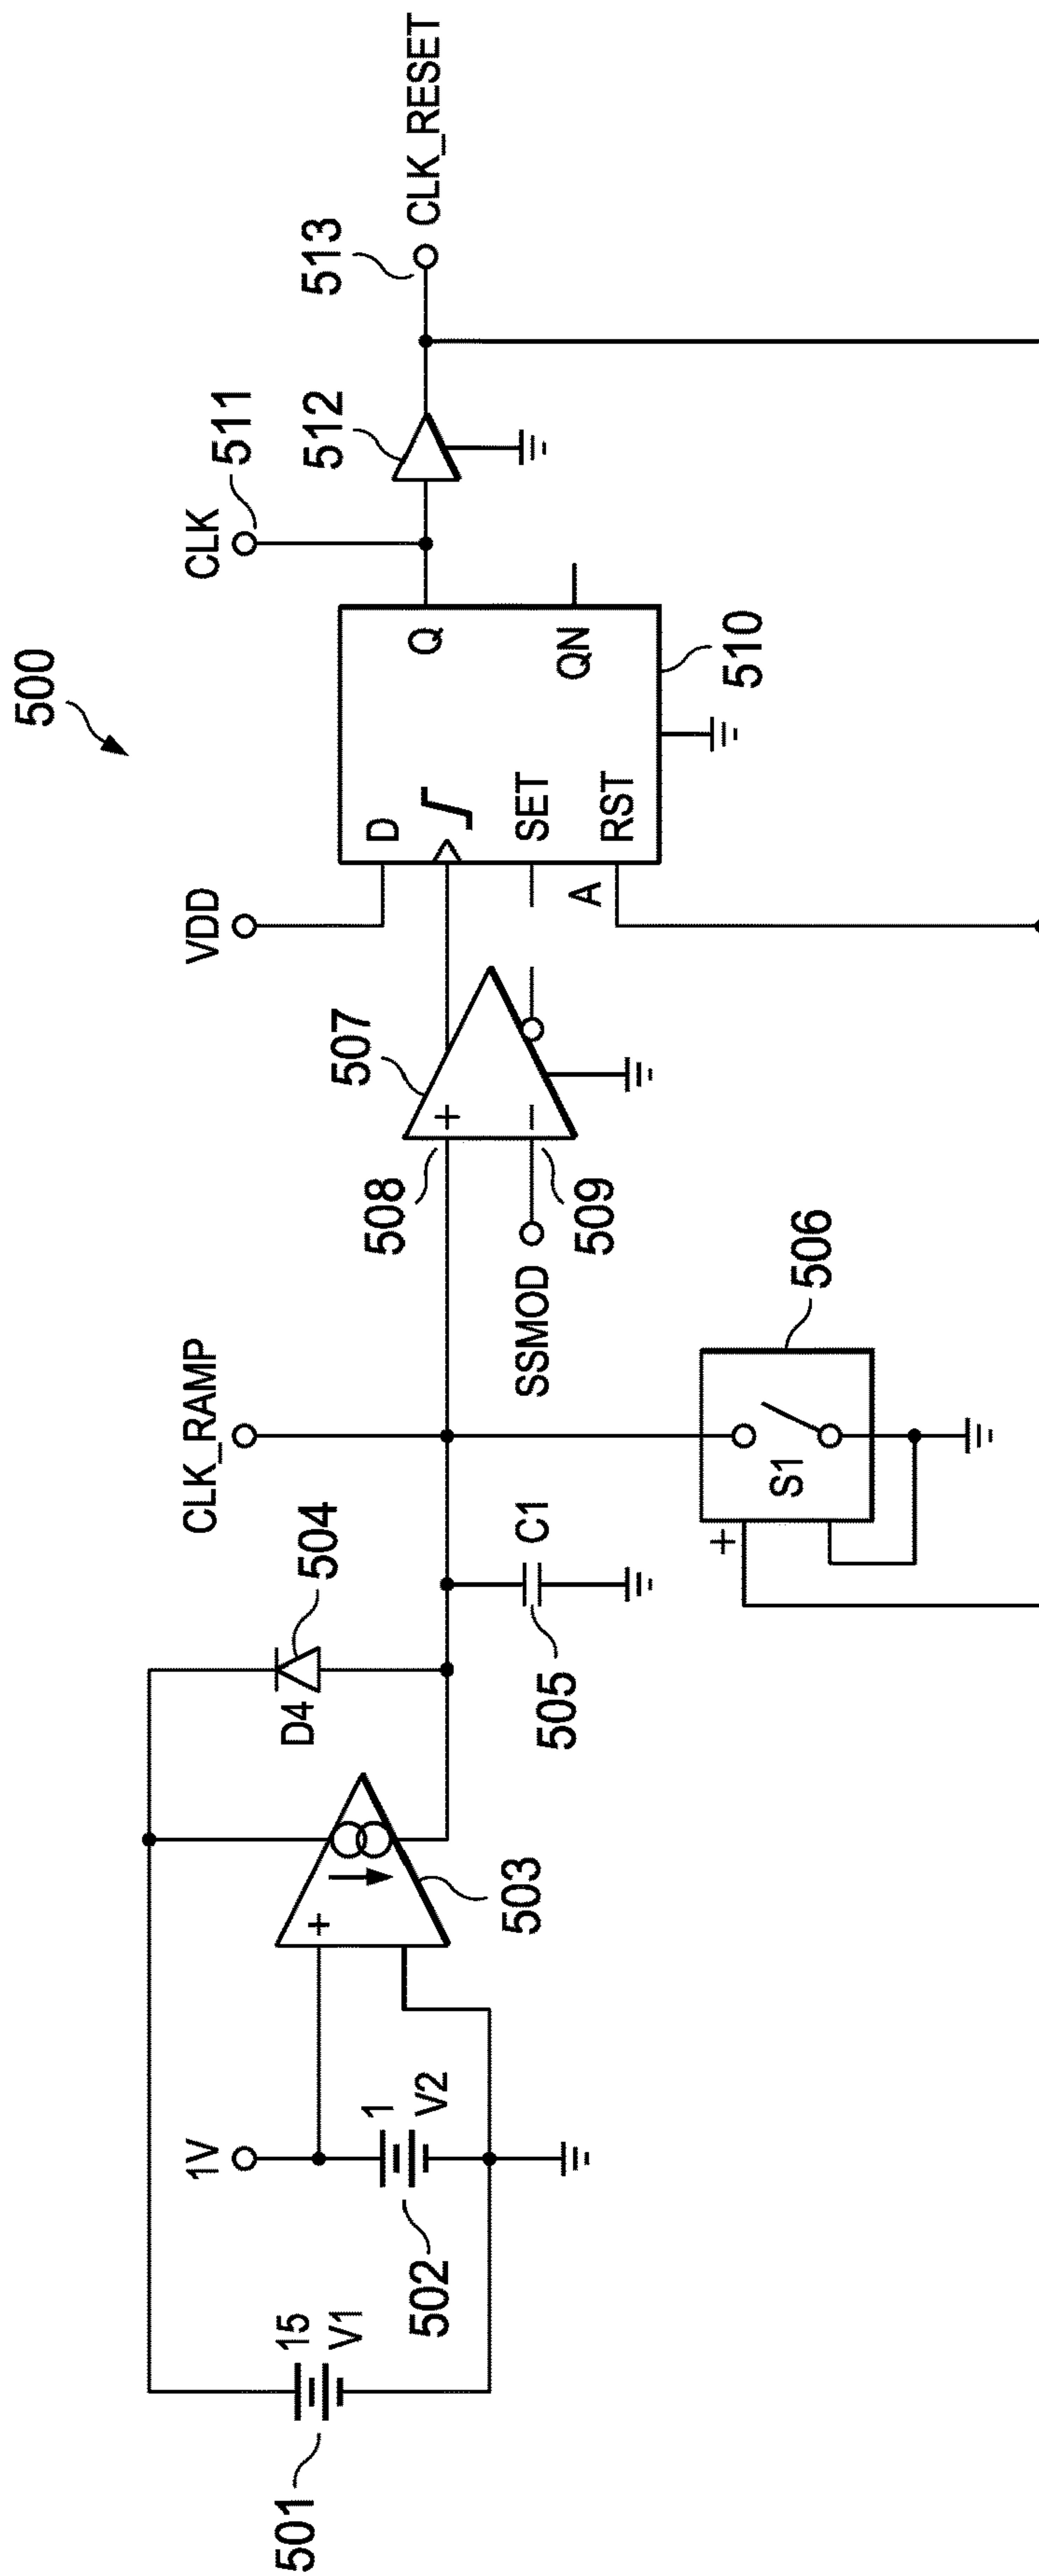 500
501
15
V1
1V
502
1
V2
+
503
D4
504
505
C1
CLK_RAMP
+
S1
506
SSMOD
508
509
507
+
−
VDD
D
SET
A
RST
Q
QN
510
CLK
511
512
513
CLK_RESET